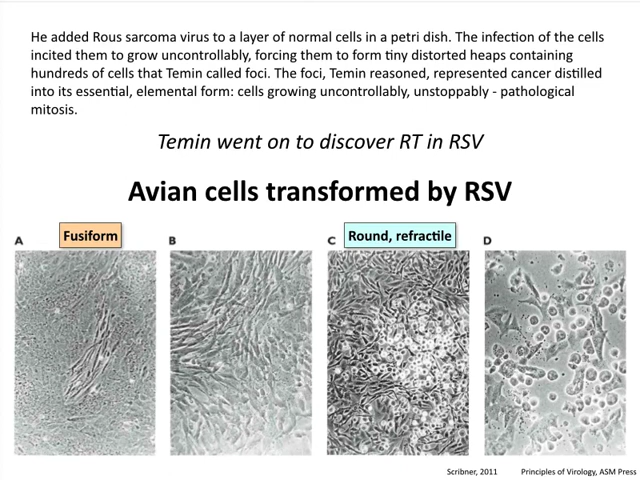 He added Rous sarcoma virus to a layer of normal cells in a petri dish. The infection of the cells
incited them to grow uncontrollably, forcing them to form tiny distorted heaps containing
hundreds of cells that Temin called foci. The foci, Temin reasoned, represented cancer distilled
into its essential, elemental form: cells growing uncontrollably, unstoppably - pathological
mitosis.
Temin went on to discover RT in RSV
Avian cells transformed by RSV
A Fusiform B C Round, refractile D
Scribner, 2011 Principles of Virology, ASM Press